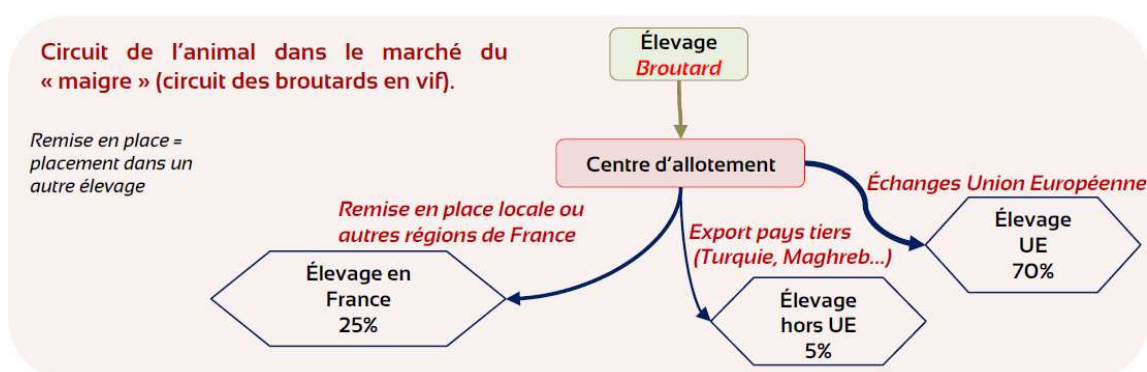 Circuit de l'animal dans le marché du
« maigre » (circuit des broutards en vif).
Remise en place =
placement dans un
autre élevage
Élevage
Broutard
Centre d'allotement
Remise en place locale ou
autres régions de France
Export pays tiers
(Turquie, Maghreb...)
Échanges Union Européenne
Élevage en
France
25%
Élevage
hors UE
5%
Élevage
UE
70%